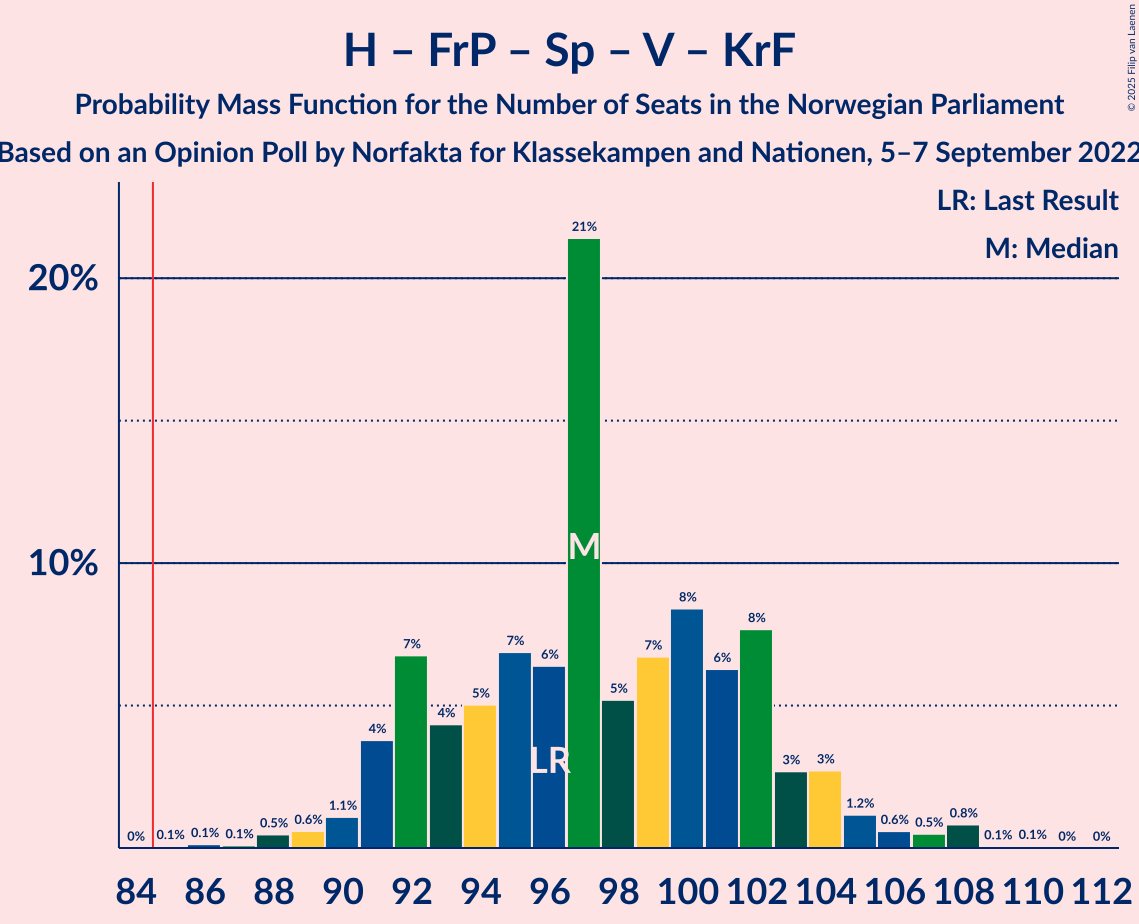 H – FrP – Sp – V – KrF
Probability Mass Function for the Number of Seats in the Norwegian Parliament
Based on an Opinion Poll by Norfakta for Klassekampen and Nationen, 5–7 September 2022
© 2025 Filip van Laenen
LR: Last Result
M: Median
20%
10%
0% 0.1% 0.1% 0.1% 0.5% 0.6% 1.1% 4% 7% 4% 5% 7% 6% 21% 5% 7% 8% 6% 8% 3% 3% 1.2% 0.6% 0.5% 0.8% 0.1% 0.1% 0% 0%
M
LR
84 86 88 90 92 94 96 98 100 102 104 106 108 110 112